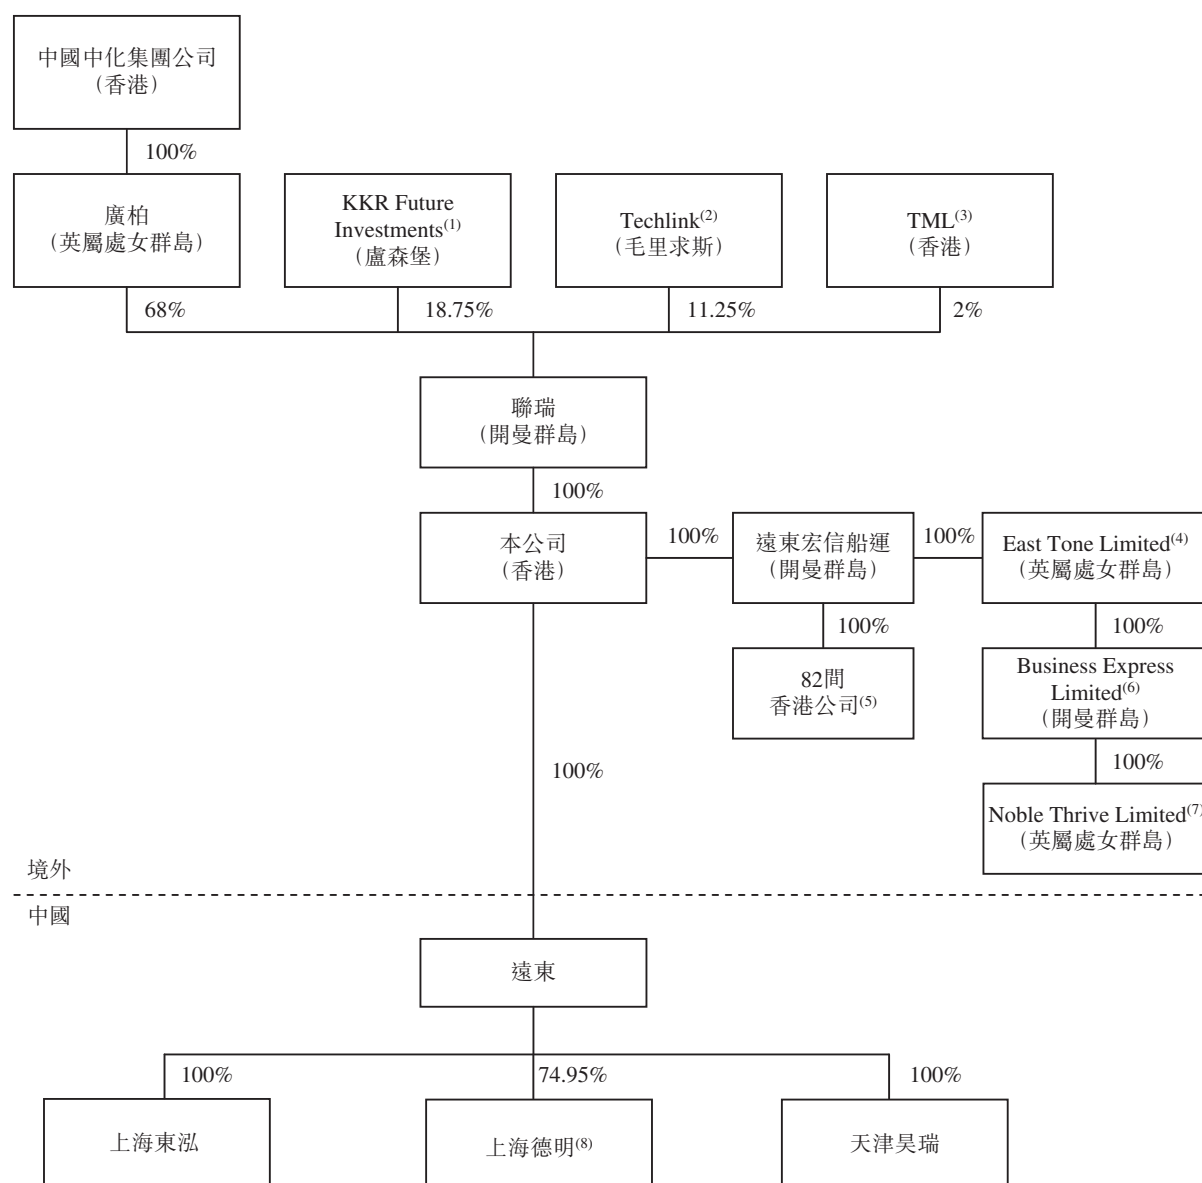 中國中化集團公司
（香港）
100%
廣柏
（英屬處女群島）
KKR Future
Investments(1)
（盧森堡）
Techlink(2)
（毛里求斯）
TML(3)
（香港）
68%
18.75%
11.25%
2%
聯瑞
（開曼群島）
100%
本公司
（香港）
100%
遠東宏信船運
（開曼群島）
100%
East Tone Limited(4)
（英屬處女群島）
100%
100%
82間
香港公司(5)
Business Express
Limited(6)
（開曼群島）
100%
100%
Noble Thrive Limited(7)
（英屬處女群島）
境外
中國
遠東
100%
74.95%
100%
上海東泓
上海德明(8)
天津昊瑞